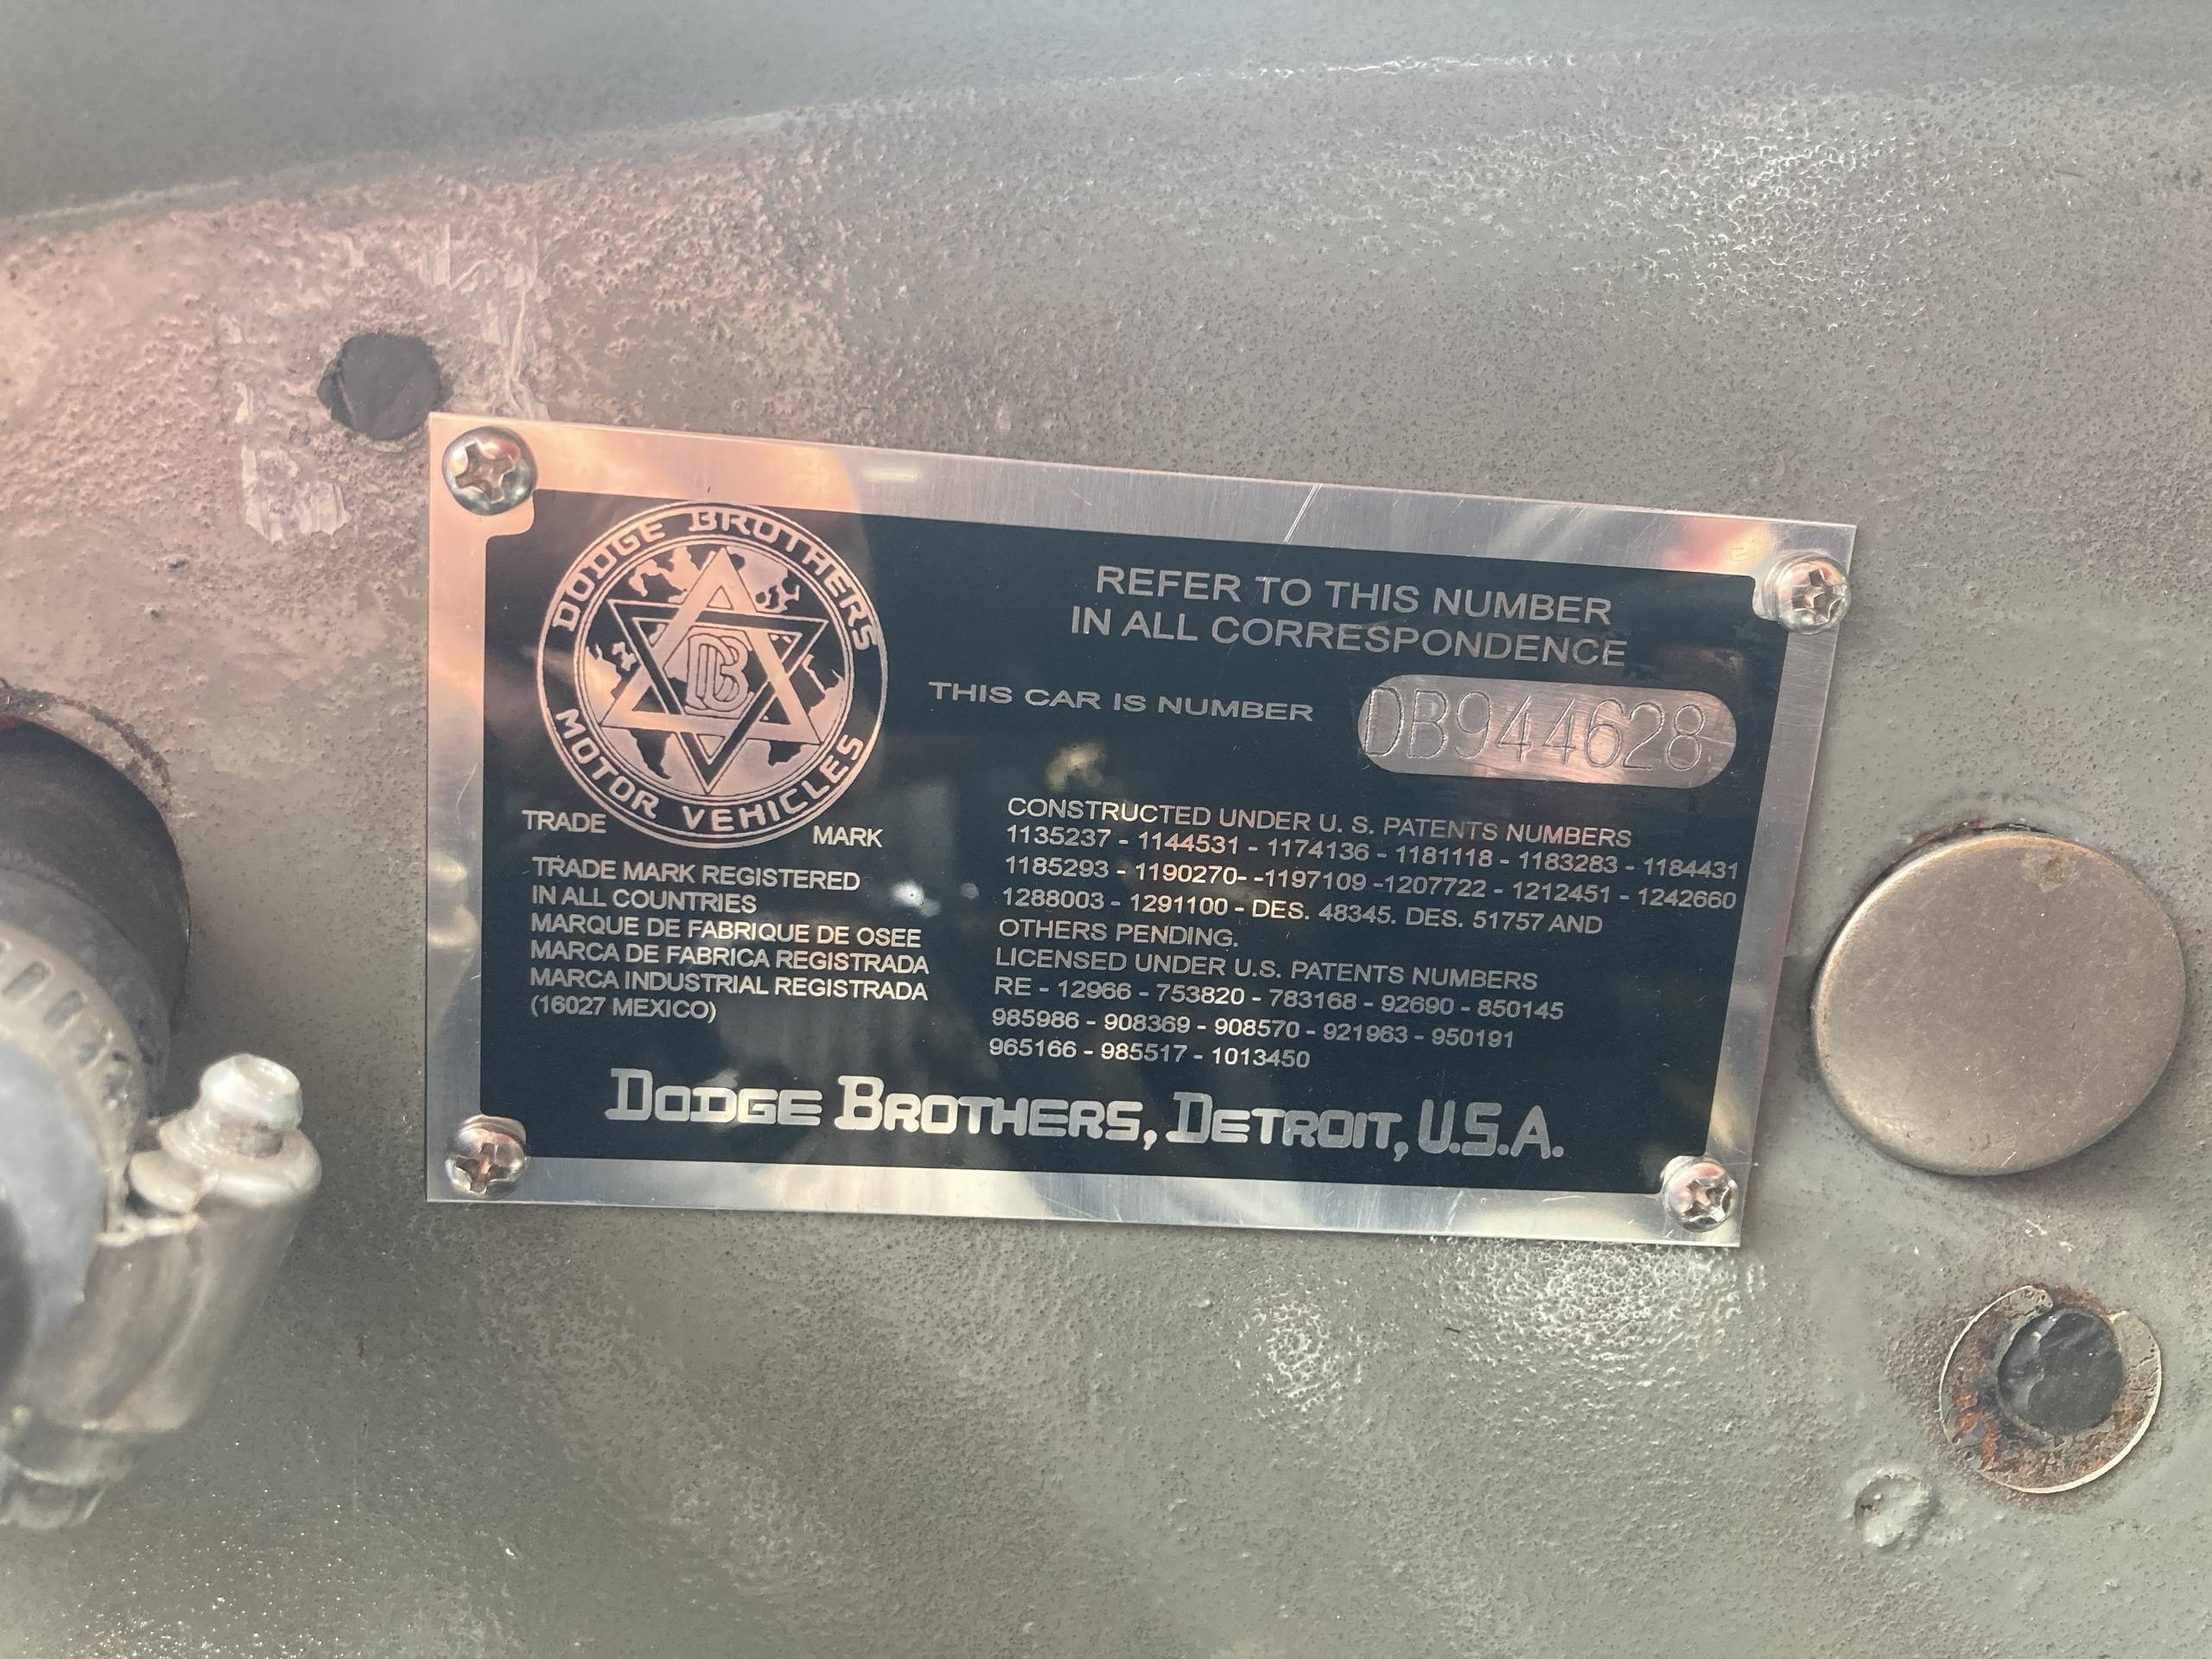 DODGE BROTHERS
DB
MOTOR VEHICLES
TRADE MARK
TRADE MARK REGISTERED
IN ALL COUNTRIES
MARQUE DE FABRIQUE DE OSEE
MARCA DE FABRICA REGISTRADA
MARCA INDUSTRIAL REGISTRADA
(16027 MEXICO)
REFER TO THIS NUMBER
IN ALL CORRESPONDENCE
THIS CAR IS NUMBER DB944628
CONSTRUCTED UNDER U. S. PATENTS NUMBERS
1135237 - 1144531 - 1174136 - 1181118 - 1183283 - 1184431
1185293 - 1190270- -1197109 -1207722 - 1212451 - 1242660
1288003 - 1291100 - DES. 48345. DES. 51757 AND
OTHERS PENDING.
LICENSED UNDER U.S. PATENTS NUMBERS
RE - 12966 - 753820 - 783168 - 92690 - 850145
985986 - 908369 - 908570 - 921963 - 950191
965166 - 985517 - 1013450
DODGE BROTHERS, DETROIT, U.S.A.